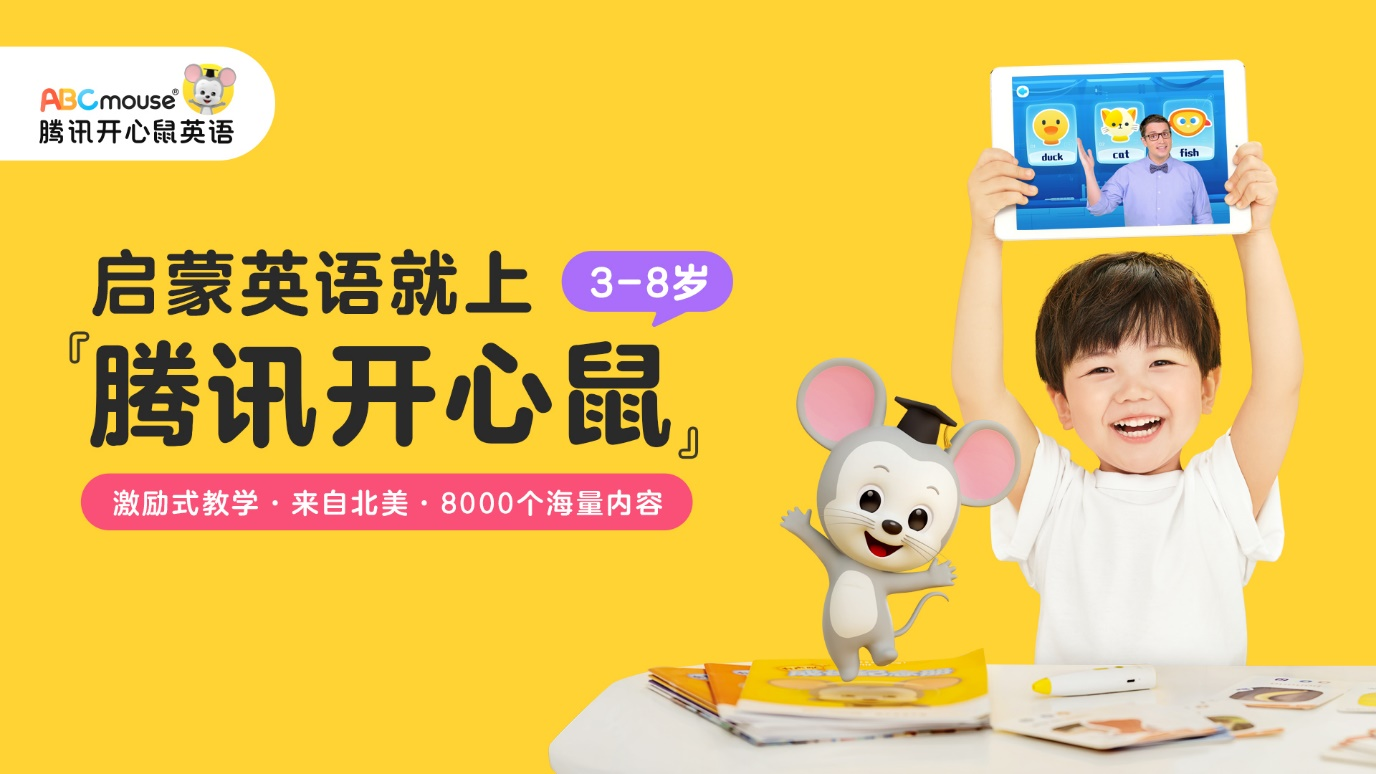 ABCmouse®
腾讯开心鼠英语
duck
cat
fish
启蒙英语就上
3-8岁
『腾讯开心鼠』
激励式教学·来自北美·8000个海量内容